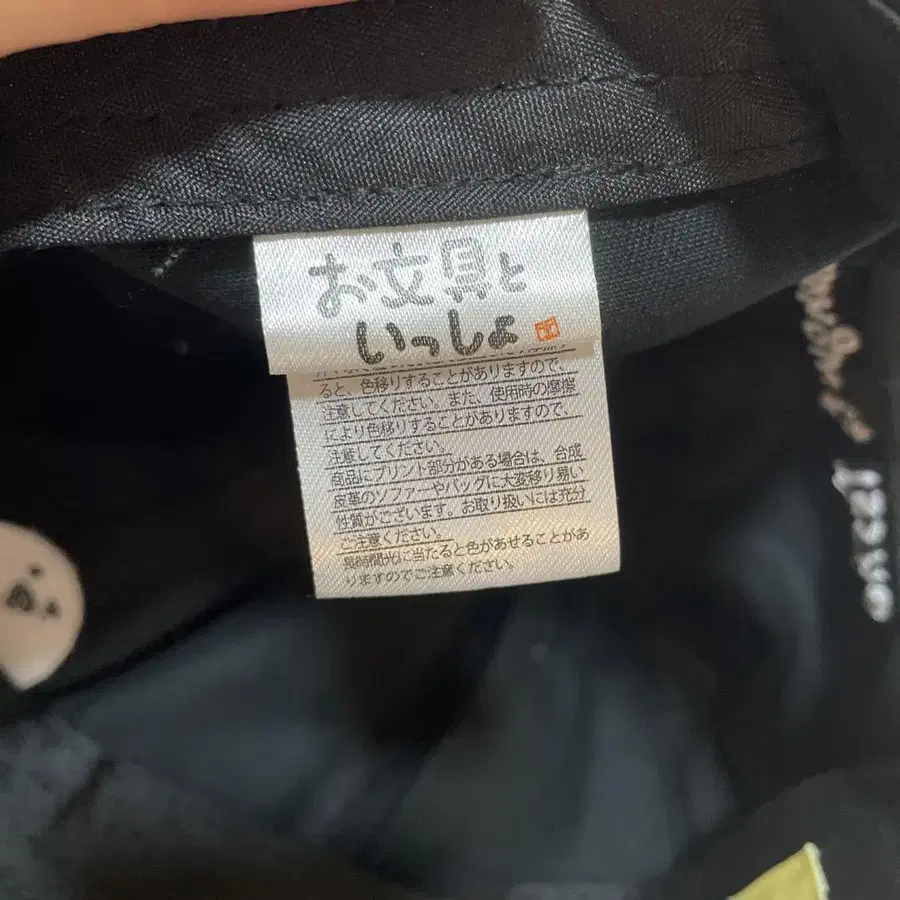 お文具と
いっしょ
ると、色移りすることがありますので、
注意してください。また、使用時の摩擦
により色移りすることがありますので、
注意してください。
商品にプリント部分がある場合は、合成
皮革のソファーやバッグに大変移り易い
性質がございます。お取り扱いには充分
ご注意ください。
長時間光に当たると色があせることがあ
りますのでご注意ください。